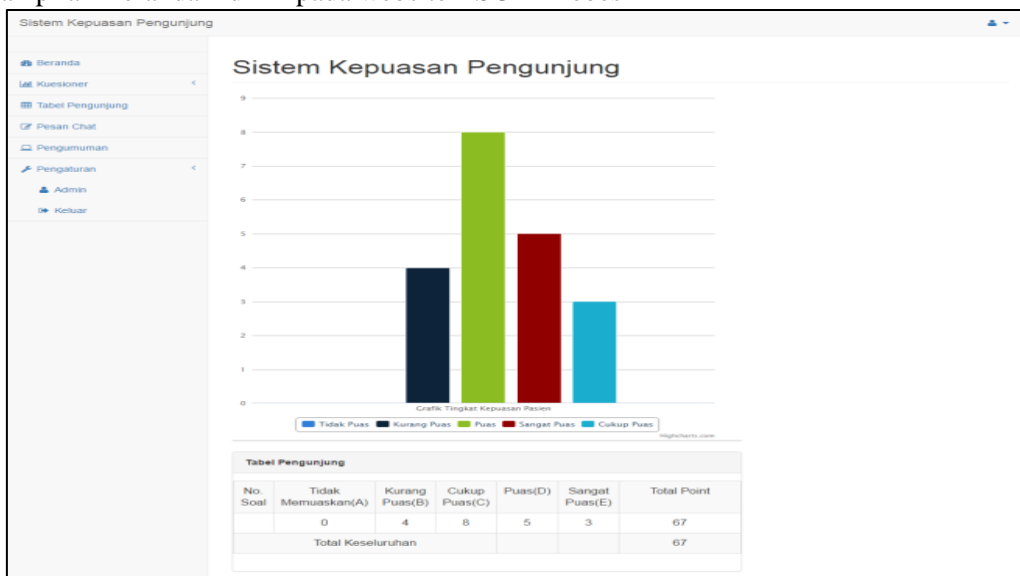 Sistem Kepuasan Pengunjung
Beranda
Kuesioner
Tabel Pengunjung
Pesan Chat
Pengumuman
Pengaturan
Admin
Keluar
Sistem Kepuasan Pengunjung
9
8
7
6
5
4
3
2
1
0
Grafik Tingkat Kepuasan Pasien
Tidak Puas Kurang Puas Puas Sangat Puas Cukup Puas
Highcharts.com
Tabel Pengunjung
No. Soal Tidak Memuaskan(A) Kurang Puas(B) Cukup Puas(C) Puas(D) Sangat Puas(E) Total Point
0 4 8 5 3 67
Total Keseluruhan 67